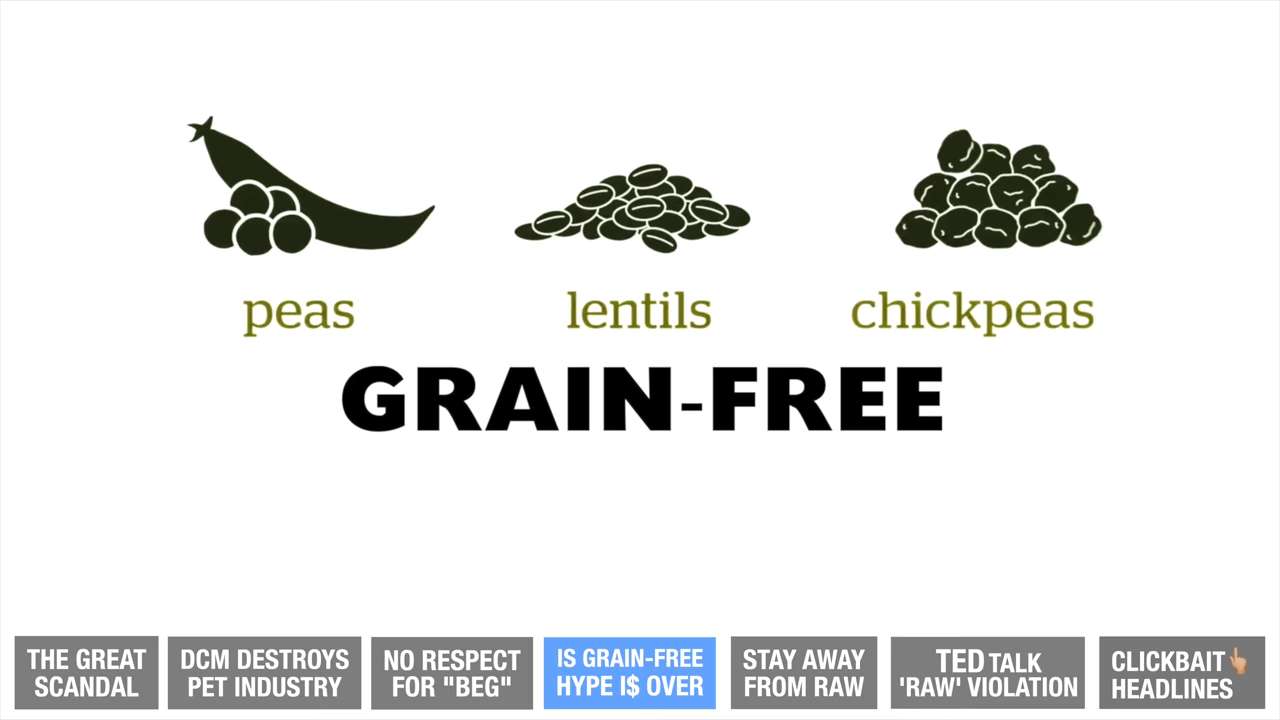 peas
lentils
chickpeas
GRAIN-FREE
THE GREAT
SCANDAL
DCM DESTROYS
PET INDUSTRY
NO RESPECT
FOR "BEG"
IS GRAIN-FREE
HYPE I$ OVER
STAY AWAY
FROM RAW
TED TALK
'RAW' VIOLATION
CLICKBAIT👆🏼
HEADLINES